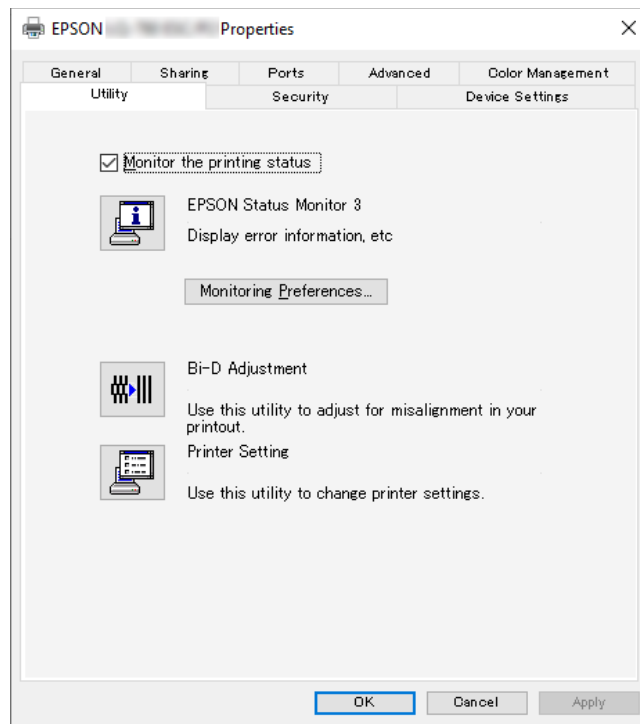 EPSON Properties
General Sharing Ports Advanced Color Management
Utility Security Device Settings
Monitor the printing status
EPSON Status Monitor 3
Display error information, etc
Monitoring Preferences...
Bi-D Adjustment
Use this utility to adjust for misalignment in your
printout.
Printer Setting
Use this utility to change printer settings.
OK Cancel Apply